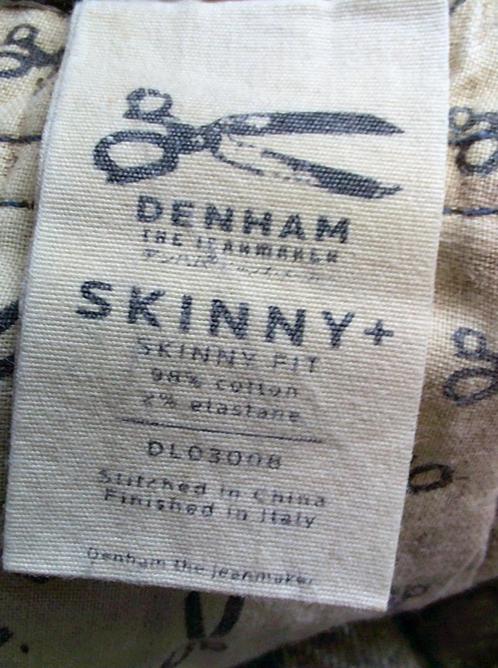 DENHAM
THE JEANMAKER
SKINNY+
SKINNY FIT
98% cotton
2% elastane
DL03008
Stitched in China
Finished in Italy
Denham the jeanmaker